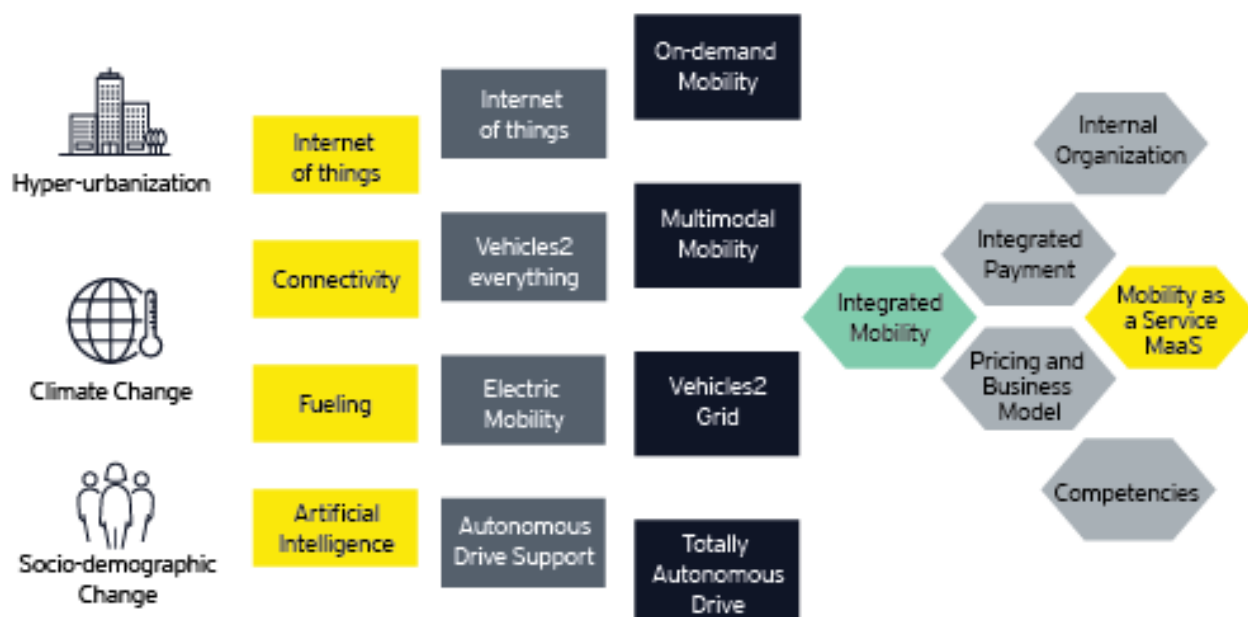 Hyper-urbanization
Climate Change
Socio-demographic
Change
Internet
of things
Connectivity
Fueling
Artificial
Intelligence
Internet
of things
Vehicles2
everything
Electric
Mobility
Autonomous
Drive Support
On-demand
Mobility
Multimodal
Mobility
Vehicles2
Grid
Totally
Autonomous
Drive
Integrated
Mobility
Internal
Organization
Integrated
Payment
Pricing and
Business
Model
Competencies
Mobility as
a Service
MaaS